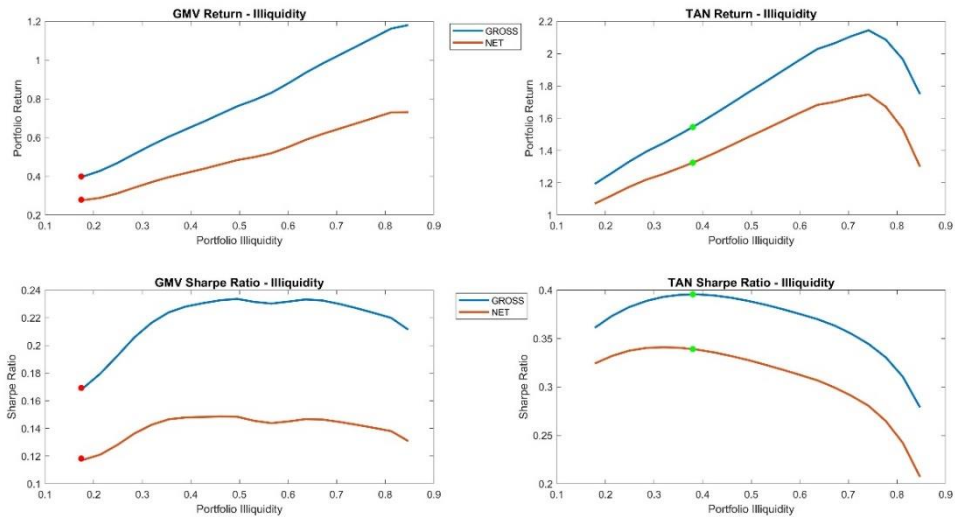 GMV Return - Illiquidity
Portfolio Return
1.2
1
0.8
0.6
0.4
0.2
0.1 0.2 0.3 0.4 0.5 0.6 0.7 0.8 0.9
Portfolio Illiquidity
GROSS
NET
TAN Return - Illiquidity
Portfolio Return
2.2
2
1.8
1.6
1.4
1.2
1
0.1 0.2 0.3 0.4 0.5 0.6 0.7 0.8 0.9
Portfolio Illiquidity
GMV Sharpe Ratio - Illiquidity
Sharpe Ratio
0.24
0.22
0.2
0.18
0.16
0.14
0.12
0.1
0.1 0.2 0.3 0.4 0.5 0.6 0.7 0.8 0.9
Portfolio Illiquidity
GROSS
NET
TAN Sharpe Ratio - Illiquidity
Sharpe Ratio
0.4
0.35
0.3
0.25
0.2
0.1 0.2 0.3 0.4 0.5 0.6 0.7 0.8 0.9
Portfolio Illiquidity